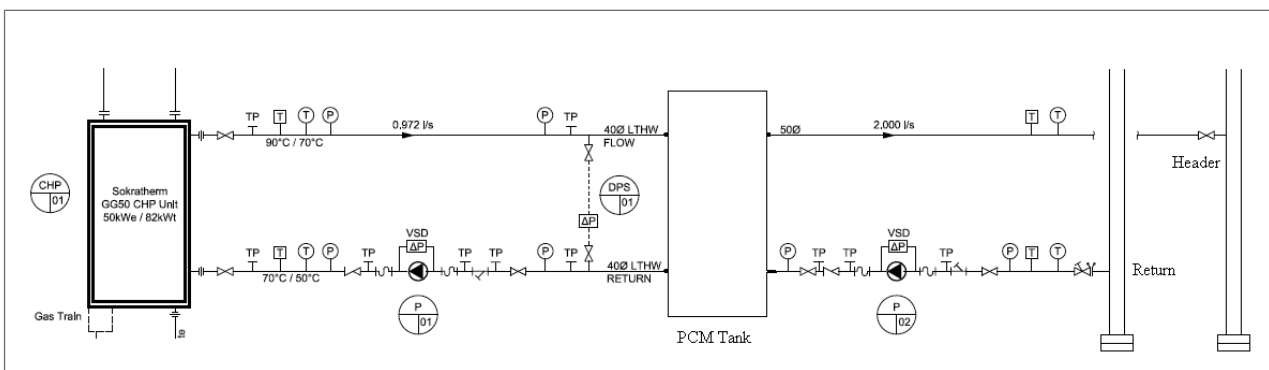 TP T T P P TP
0,972 l/s
90°C / 70°C
40Ø LTHW
FLOW
50Ø
2,000 l/s
T T
Header
CHP
01
Sokratherm
GG50 CHP Unit
50kWe / 82kWt
DPS
01
ΔP
VSD
ΔP
TP T T P TP TP TP P TP
70°C / 50°C
40Ø LTHW
RETURN
VSD
ΔP
P TP TP TP P T T
Return
Gas Train
te
P
01
P
02
PCM Tank